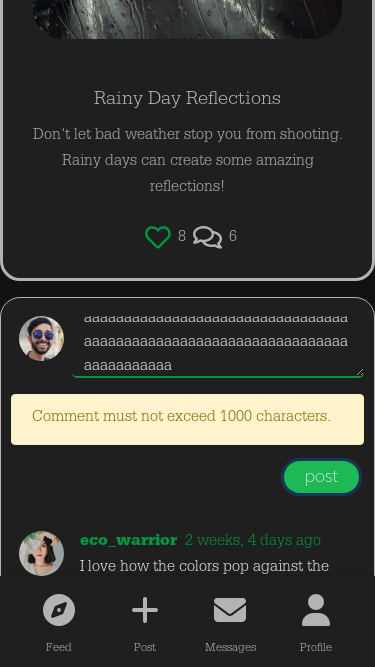 Rainy Day Reflections
Don't let bad weather stop you from shooting.
Rainy days can create some amazing
reflections!
8 6
aaaaaaaaaaaaaaaaaaaaaaaaaaaaaaaaa
aaaaaaaaaaaaaaaaaaaaaaaaaaaaaaaaa
aaaaaaaaaaa
Comment must not exceed 1000 characters.
post
eco_warrior 2 weeks, 4 days ago
I love how the colors pop against the
Feed Post Messages Profile